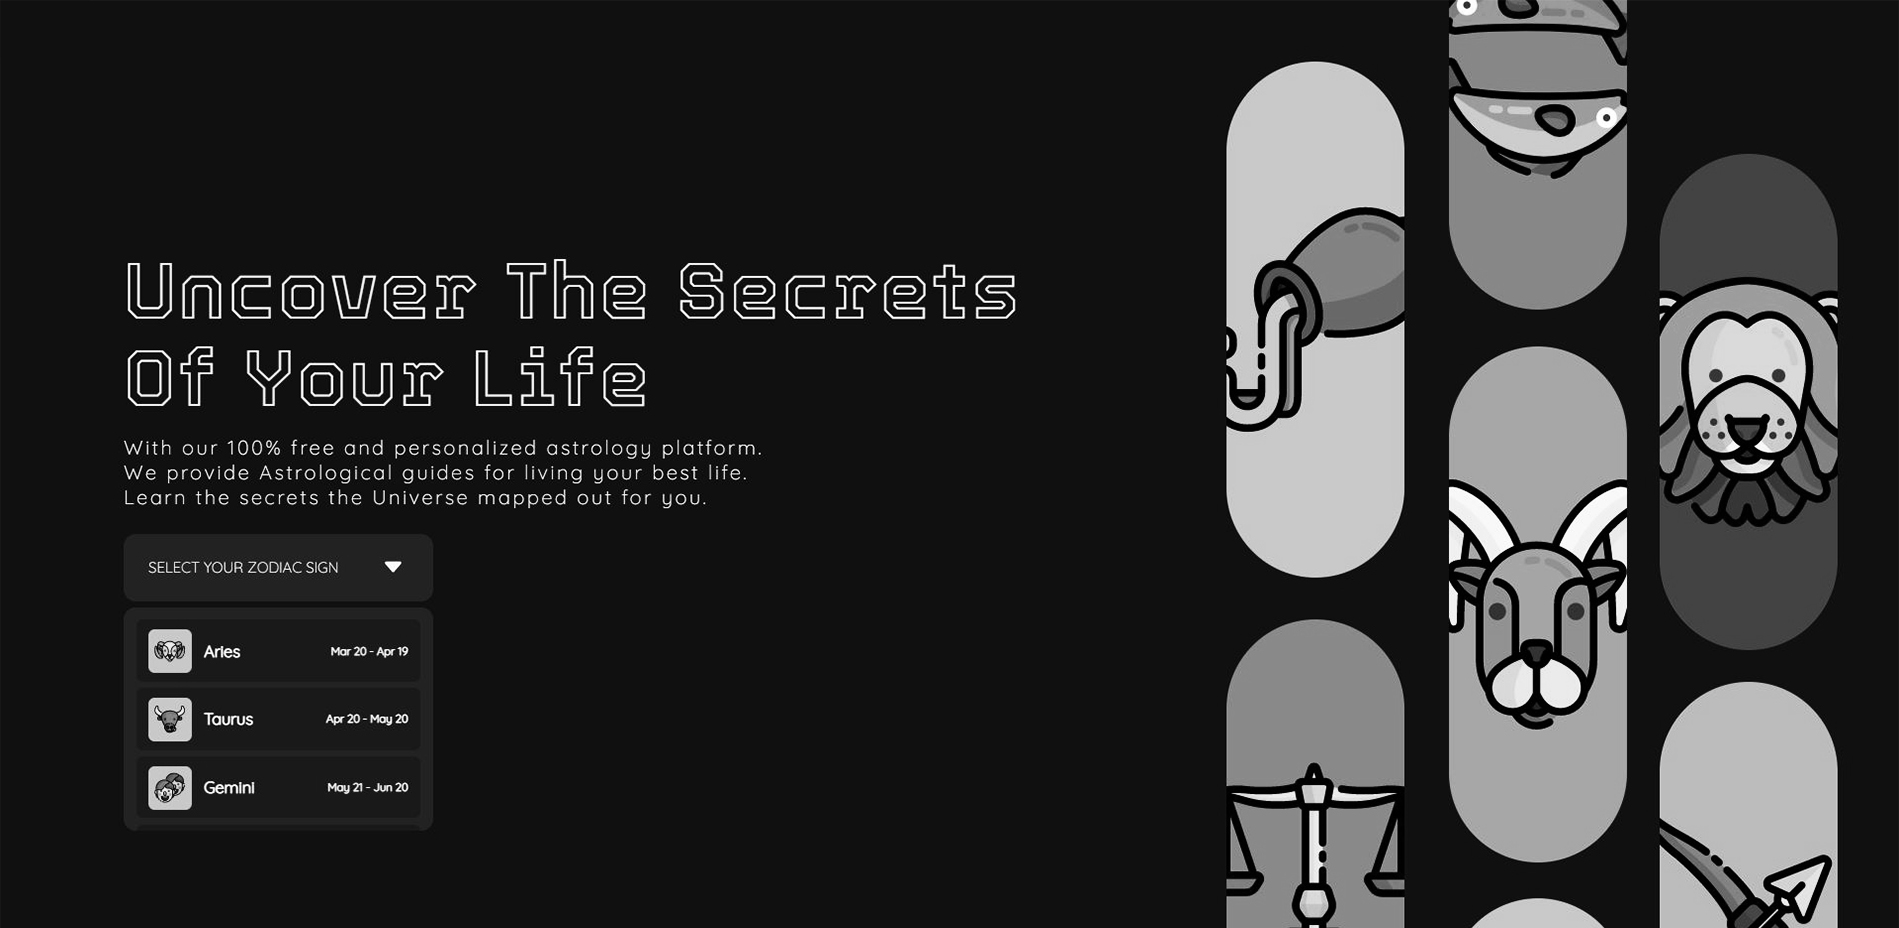 Uncover The Secrets
Of Your Life
With our 100% free and personalized astrology platform.
We provide Astrological guides for living your best life.
Learn the secrets the Universe mapped out for you.
SELECT YOUR ZODIAC SIGN
Aries Mar 20 - Apr 19
Taurus Apr 20 - May 20
Gemini May 21 - Jun 20